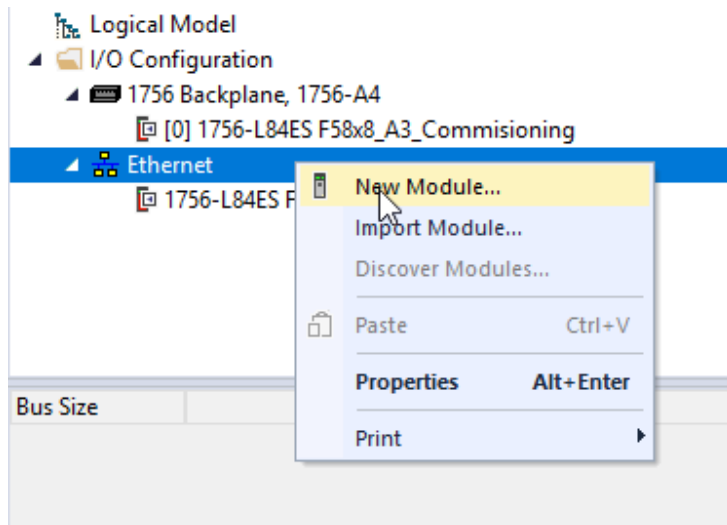 Logical Model
I/O Configuration
1756 Backplane, 1756-A4
[0] 1756-L84ES F58x8_A3_Commisioning
Ethernet
1756-L84ES F
New Module...
Import Module...
Discover Modules...
Paste Ctrl+V
Properties Alt+Enter
Print
Bus Size